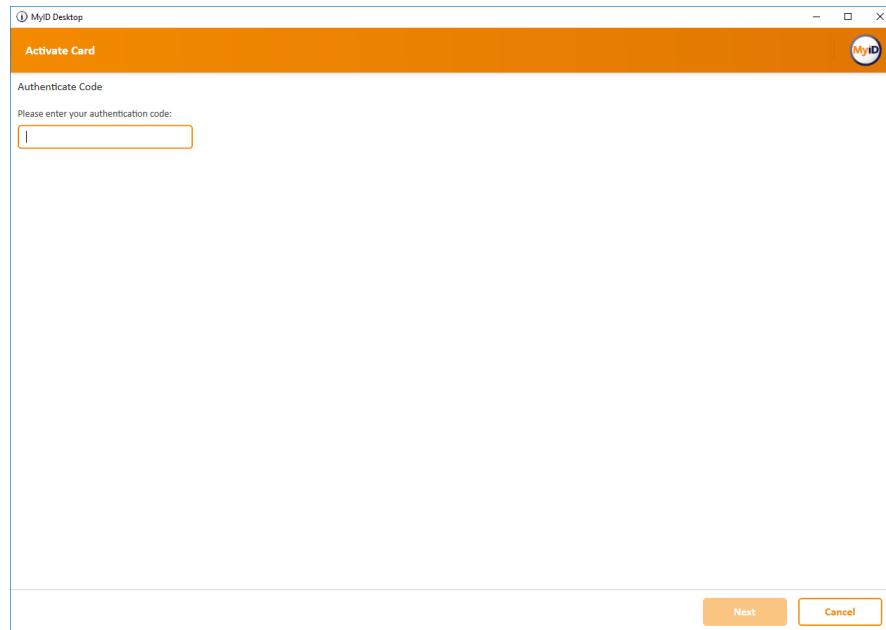 MyID Desktop
Activate Card
MyID
Authenticate Code
Please enter your authentication code:
Next
Cancel